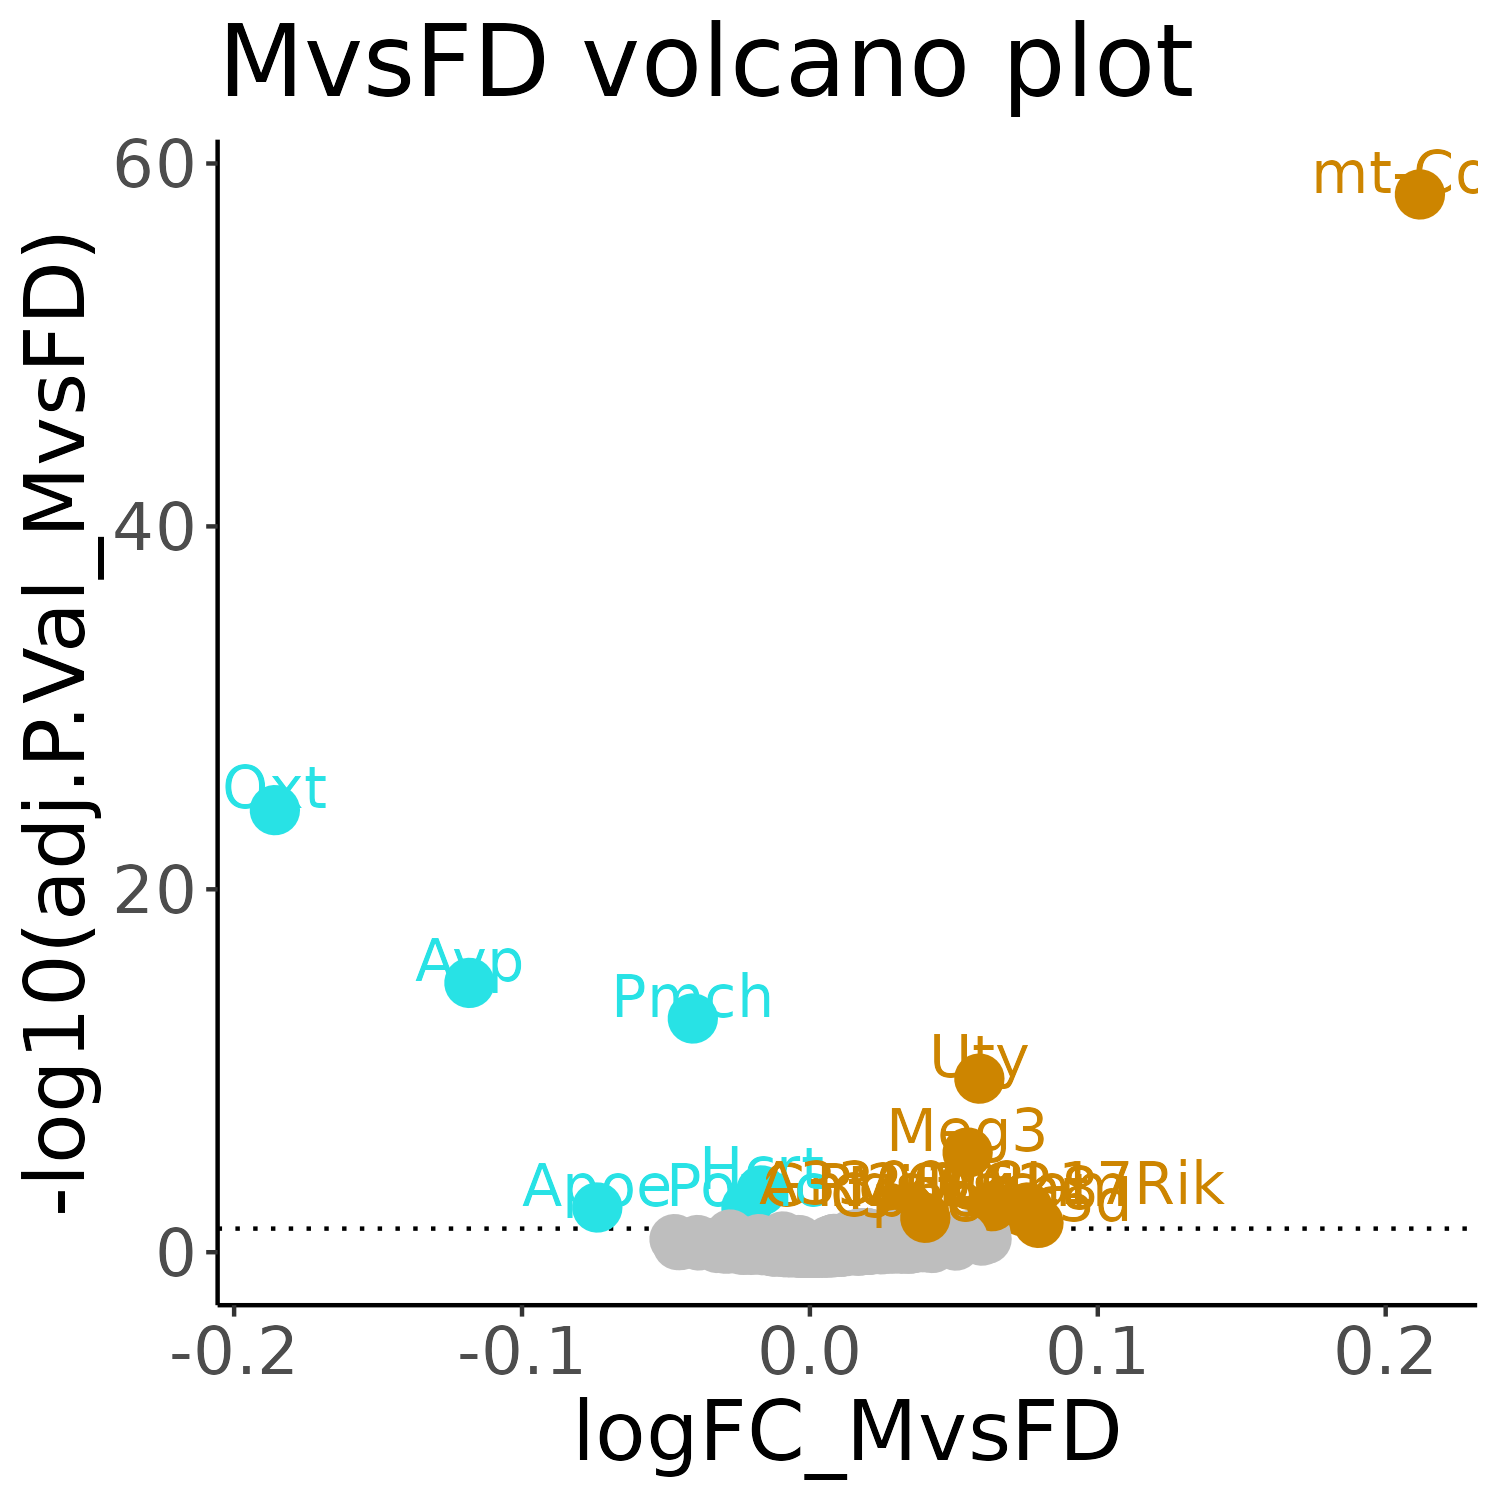 MvsFD volcano plot
-log10(adj.P.Val_MvsFD)
60
40
20
0
mt-Co
Oxt
Avp
Pmch
Uty
Meg3
Hcrt
Apoe
-0.2
-0.1
0.0
0.1
0.2
logFC_MvsFD